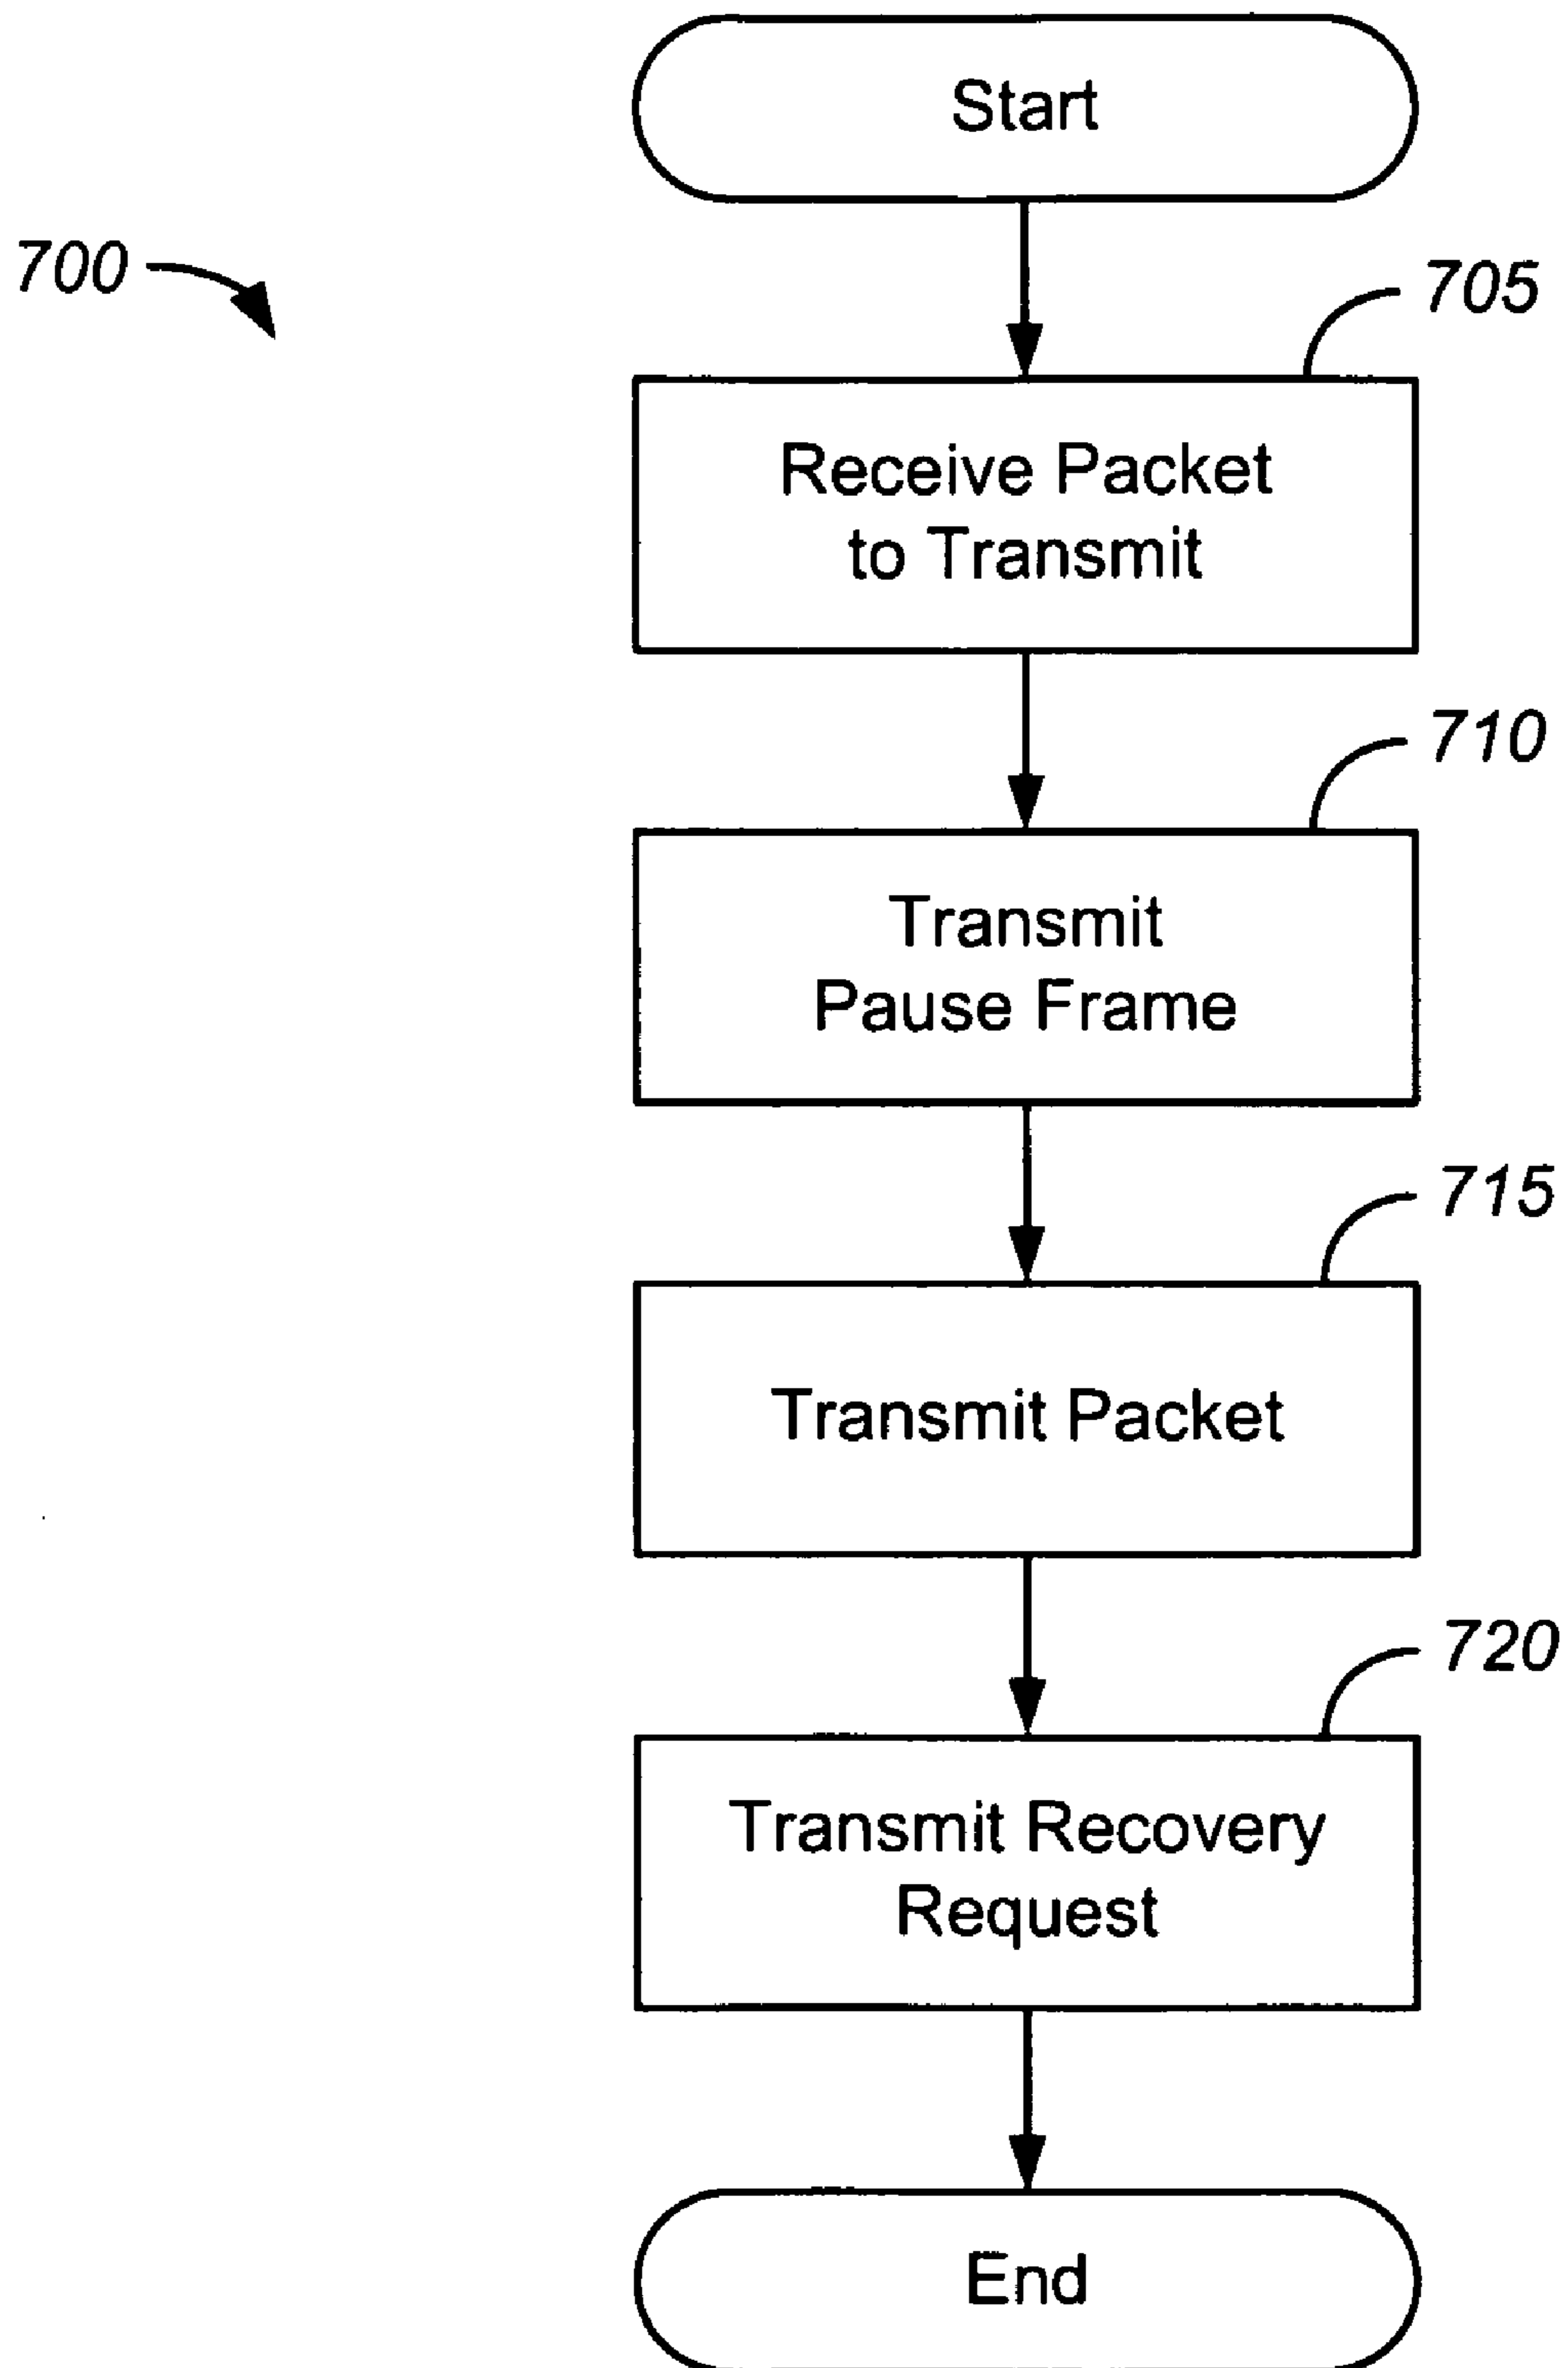 Start
700
705
Receive Packet
to Transmit
710
Transmit
Pause Frame
715
Transmit Packet
720
Transmit Recovery
Request
End